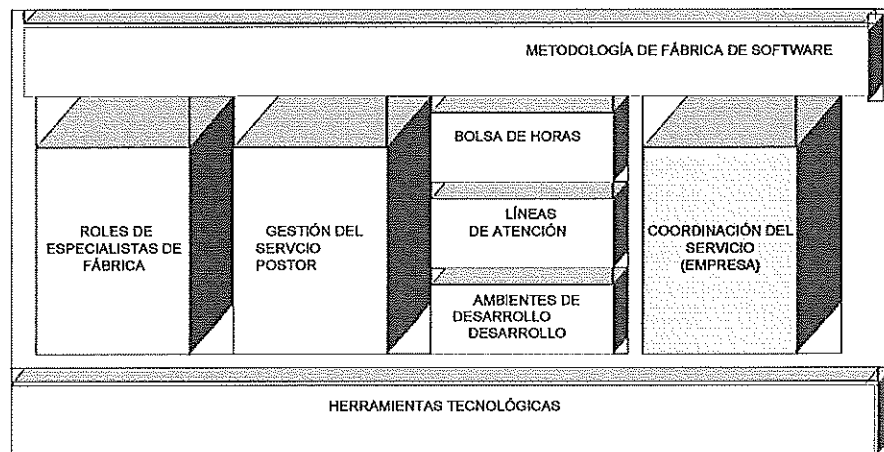 METODOLOGÍA DE FÁBRICA DE SOFTWARE
ROLES DE
ESPECIALISTAS DE
FÁBRICA
GESTIÓN DEL
SERVCIO
POSTOR
BOLSA DE HORAS
LÍNEAS
DE ATENCIÓN
AMBIENTES DE
DESARROLLO
DESARROLLO
COORDINACIÓN DEL
SERVICIO
(EMPRESA)
HERRAMIENTAS TECNOLÓGICAS